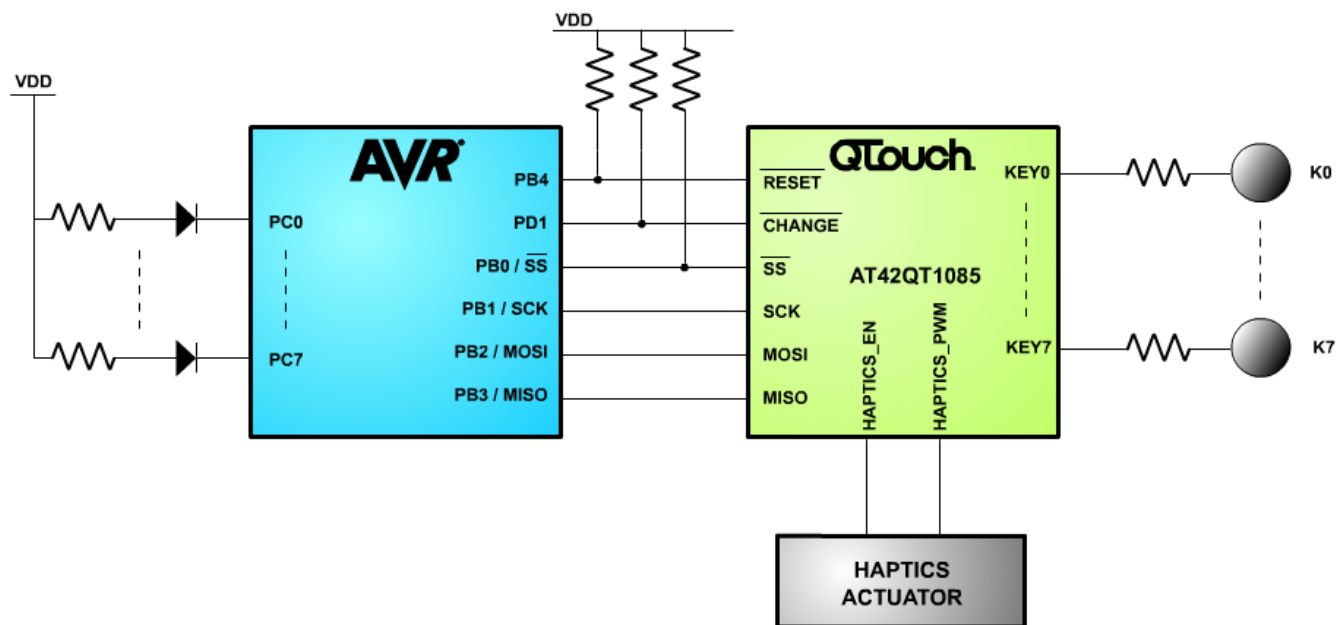 VDD
VDD
AVR
PB4
PD1
PB0 / SS
PB1 / SCK
PB2 / MOSI
PB3 / MISO
PC0
PC7
QTouch
RESET
CHANGE
SS
SCK
MOSI
MISO
AT42QT1085
HAPTICS_EN
HAPTICS_PWM
KEY0
KEY7
K0
K7
HAPTICS
ACTUATOR